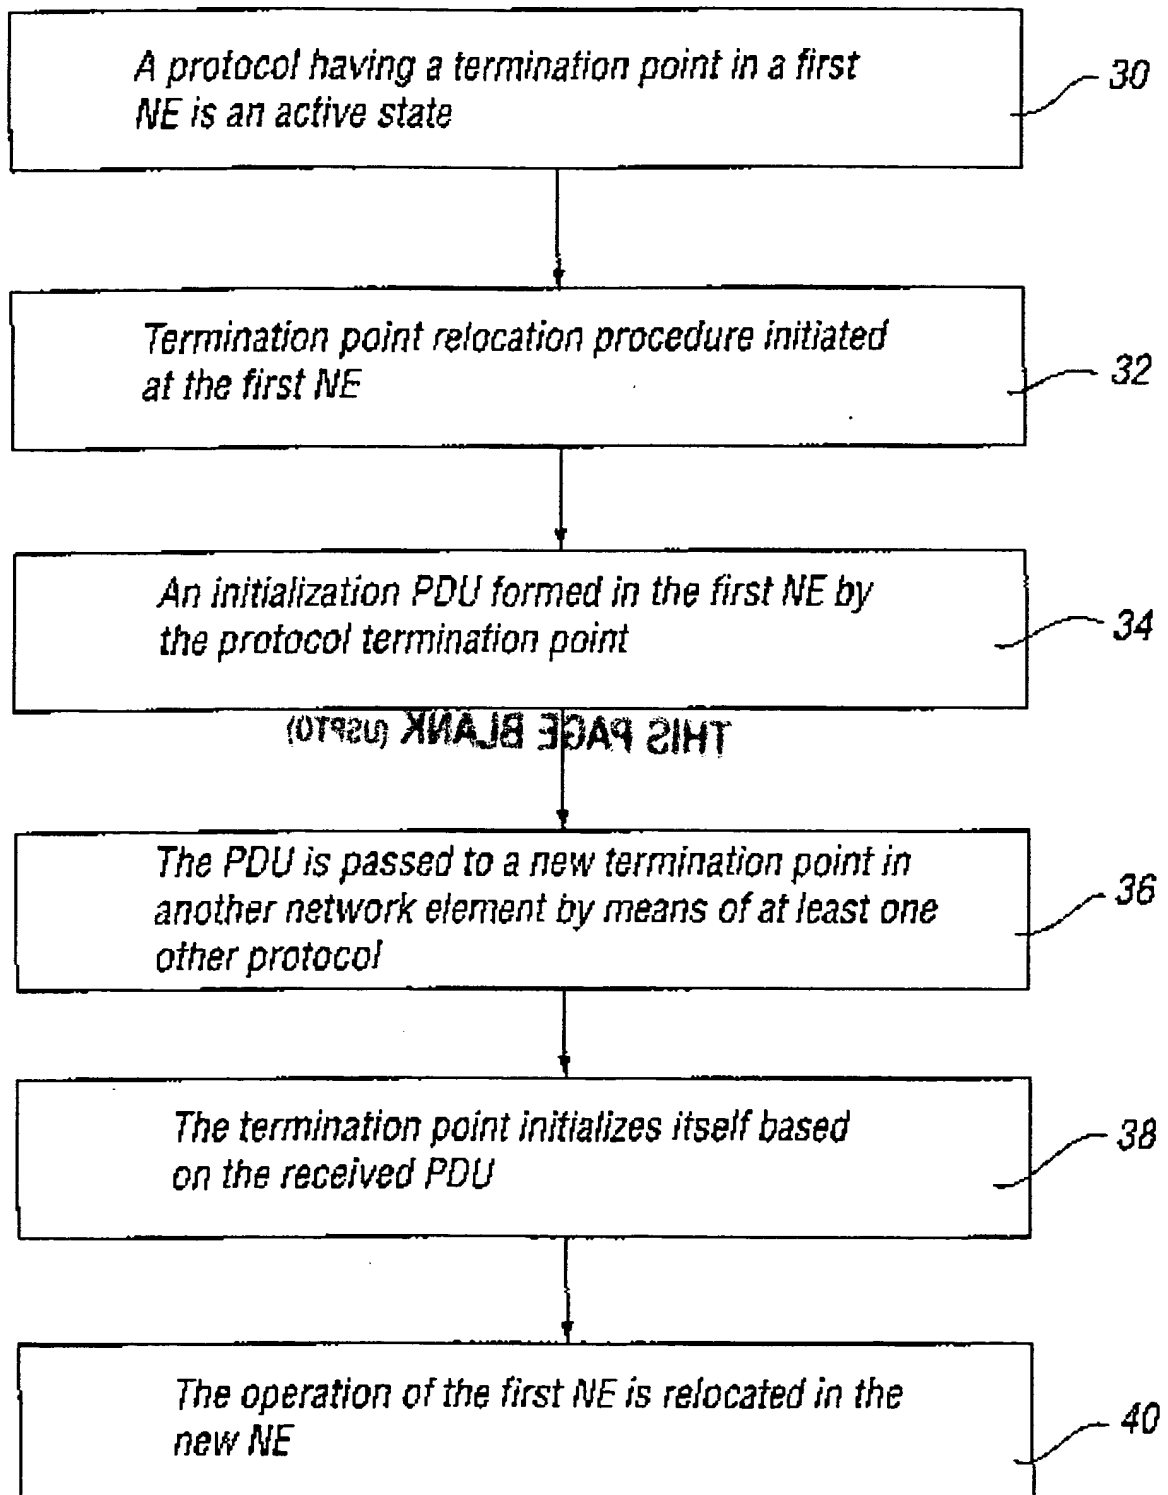 A protocol having a termination point in a first
NE is an active state
30
Termination point relocation procedure initiated
at the first NE
32
An initialization PDU formed in the first NE by
the protocol termination point
34
THIS PAGE BLANK (USPTO)
The PDU is passed to a new termination point in
another network element by means of at least one
other protocol
36
The termination point initializes itself based
on the received PDU
38
The operation of the first NE is relocated in the
new NE
40